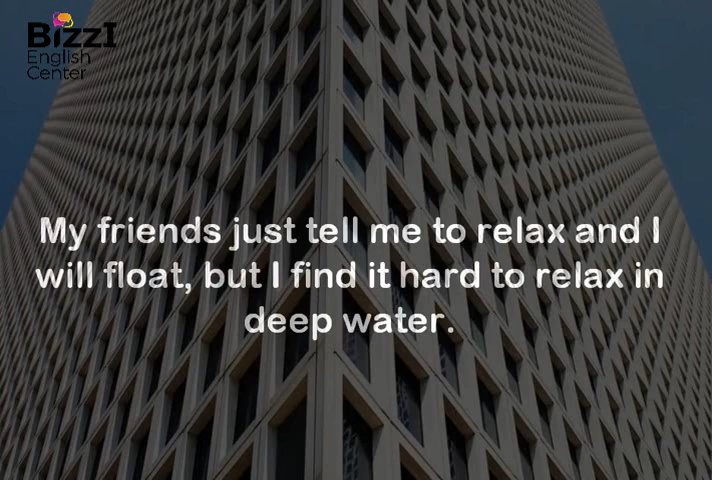 BizzI
English
Center
My friends just tell me to relax and I
will float, but I find it hard to relax in
deep water.